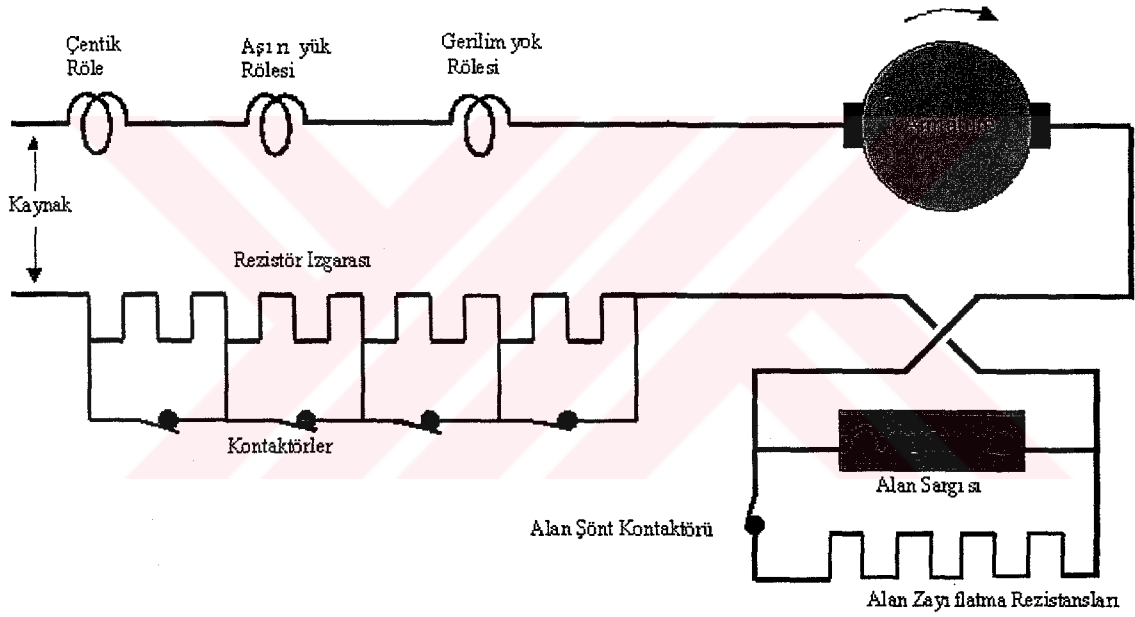 Çentik
Röle
Aşırı yük
Rölesi
Gerilim yok
Rölesi
Kaynak
Rezistör Izgarası
Kontaktörler
Alan Sargısı
Alan Şönt Kontaktörü
Alan Zayıflatma Rezistansları